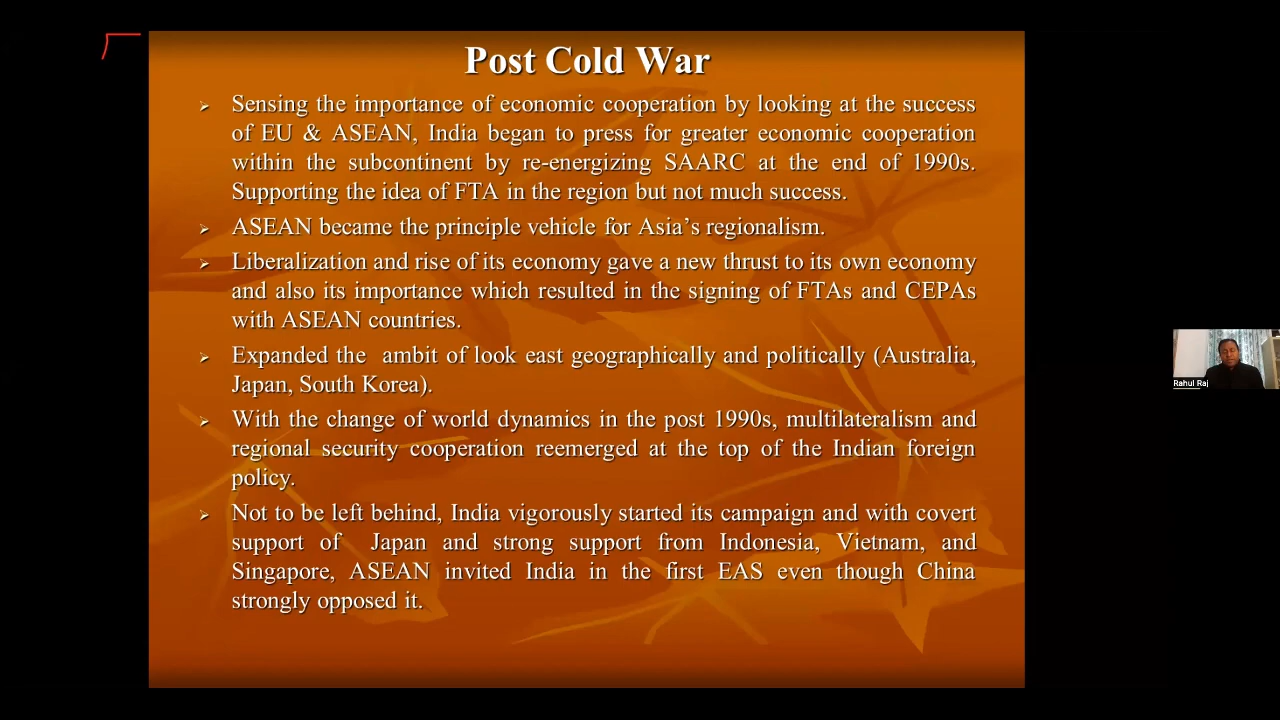 Post Cold War
Sensing the importance of economic cooperation by looking at the success
of EU & ASEAN, India began to press for greater economic cooperation
within the subcontinent by re-energizing SAARC at the end of 1990s.
Supporting the idea of FTA in the region but not much success.
ASEAN became the principle vehicle for Asia's regionalism.
Liberalization and rise of its economy gave a new thrust to its own economy
and also its importance which resulted in the signing of FTAs and CEPAs
with ASEAN countries.
Expanded the ambit of look east geographically and politically (Australia,
Japan, South Korea).
With the change of world dynamics in the post 1990s, multilateralism and
regional security cooperation reemerged at the top of the Indian foreign
policy.
Not to be left behind, India vigorously started its campaign and with covert
support of Japan and strong support from Indonesia, Vietnam, and
Singapore, ASEAN invited India in the first EAS even though China
strongly opposed it.
Rahul Raj